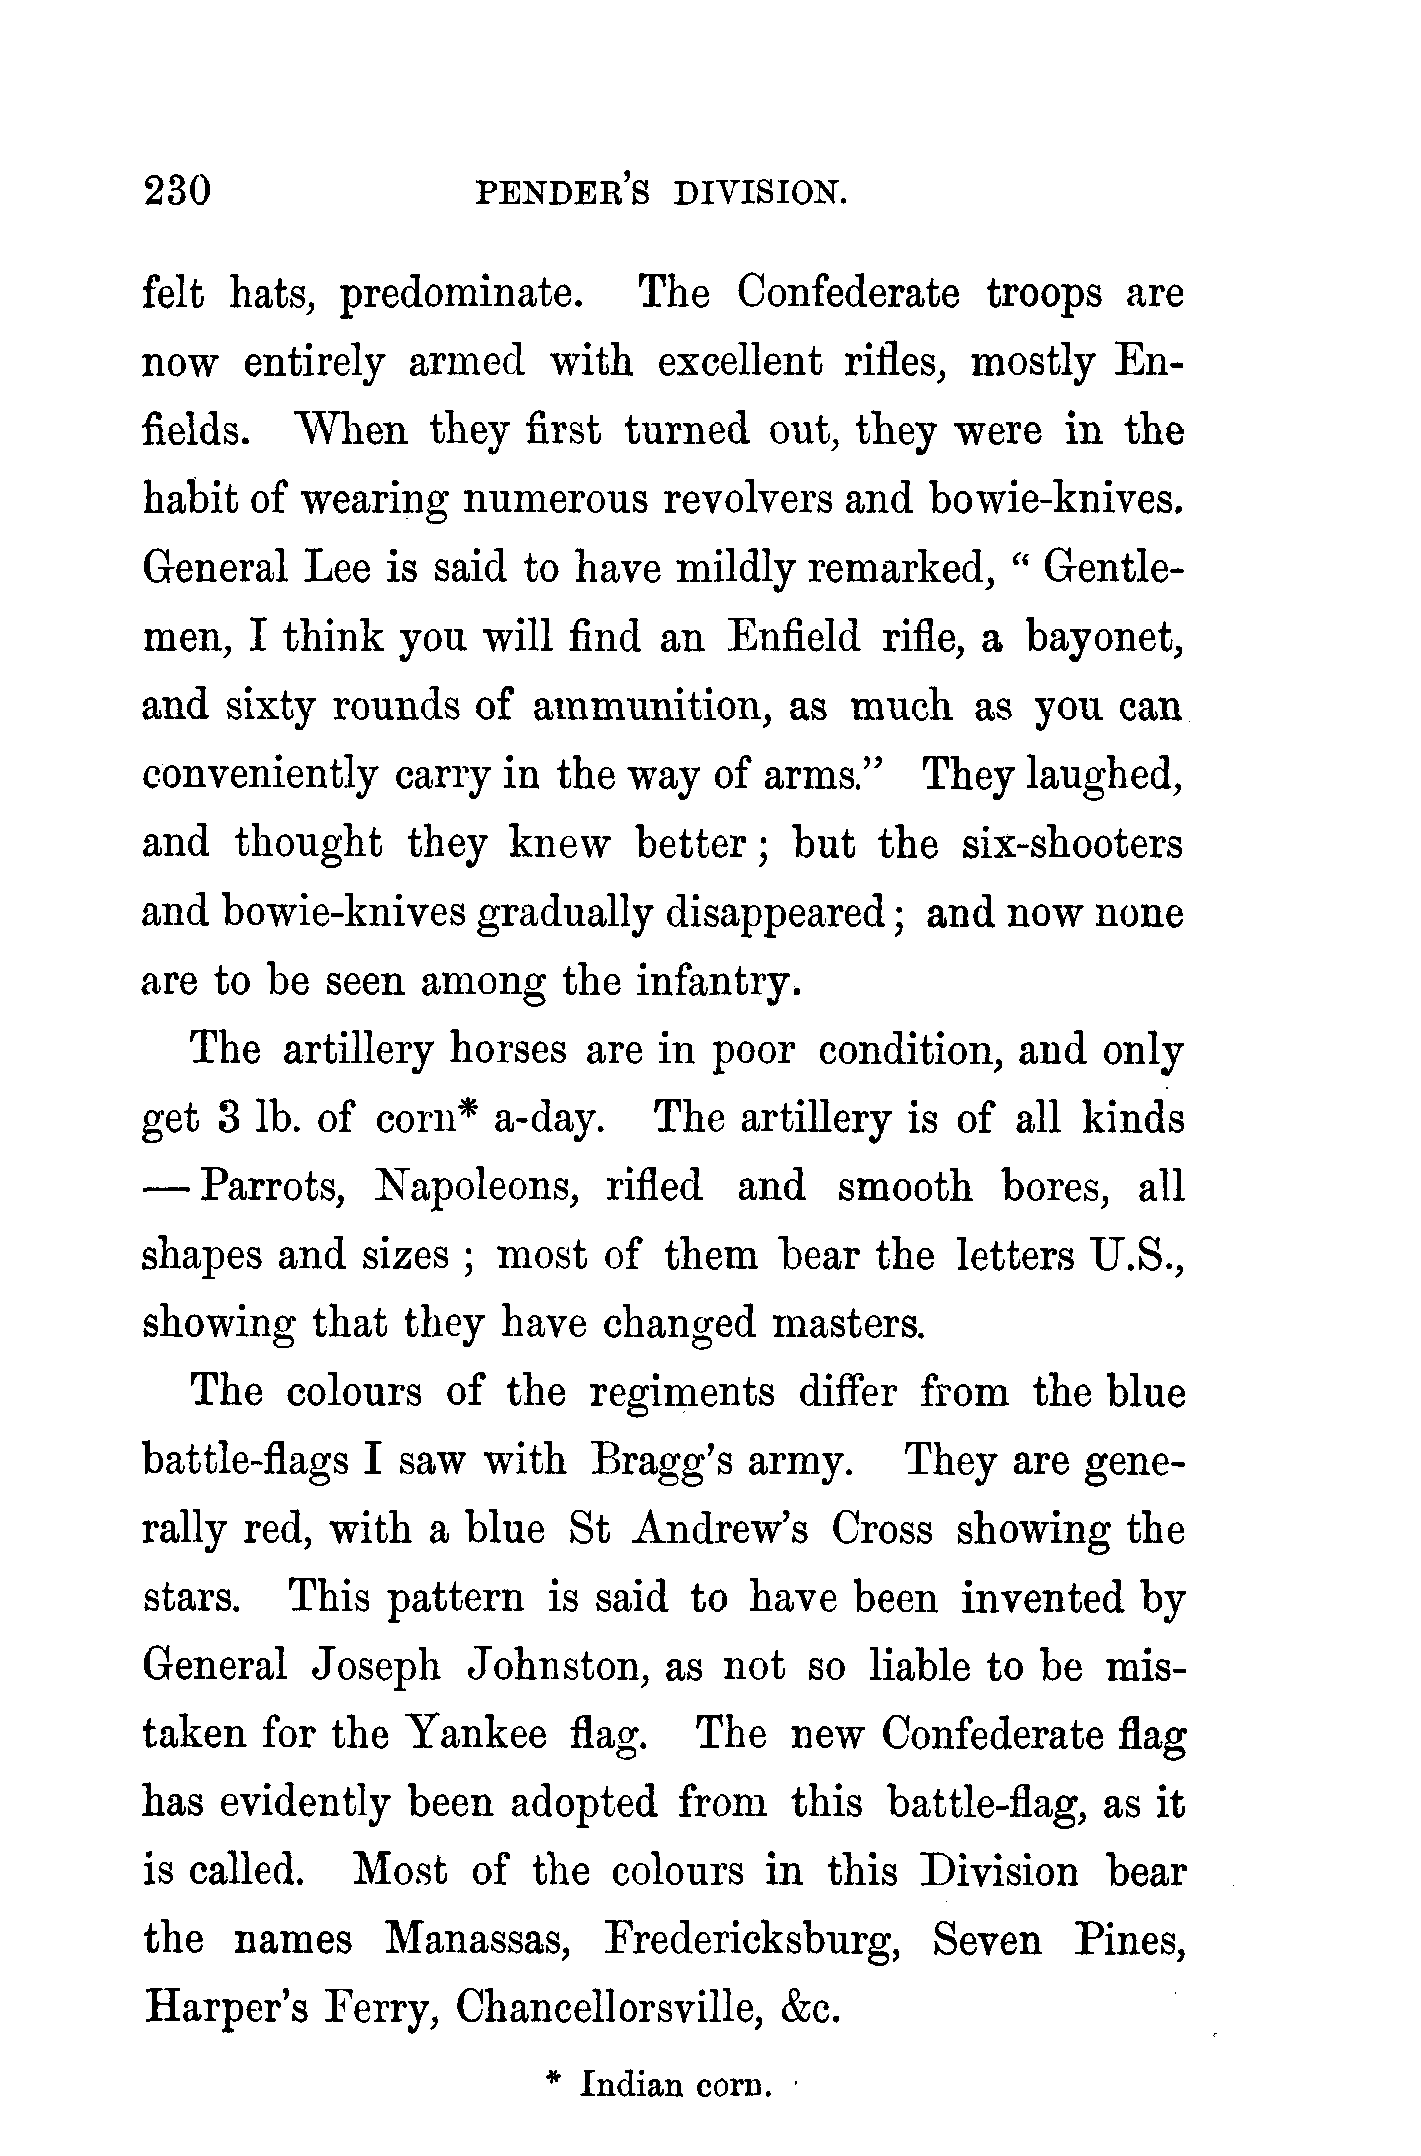 230 PENDER'S DIVISION.
felt hats, predominate. The Confederate troops are
now entirely armed with excellent rifles, mostly En-
fields. When they first turned out, they were in the
habit of wearing numerous revolvers and bowie-knives.
General Lee is said to have mildly remarked, “ Gentle-
men, I think you will find an Enfield rifle, a bayonet,
and sixty rounds of ammunition, as much as you can
conveniently carry in the way of arms.” They laughed,
and thought they knew better ; but the six-shooters
and bowie-knives gradually disappeared ; and now none
are to be seen among the infantry.
The artillery horses are in poor condition, and only
get 3 lb. of corn* a-day. The artillery is of all kinds
— Parrots, Napoleons, rifled and smooth bores, all
shapes and sizes ; most of them bear the letters U.S.,
showing that they have changed masters.
The colours of the regiments differ from the blue
battle-flags I saw with Bragg's army. They are gene-
rally red, with a blue St Andrew's Cross showing the
stars. This pattern is said to have been invented by
General Joseph Johnston, as not so liable to be mis-
taken for the Yankee flag. The new Confederate flag
has evidently been adopted from this battle-flag, as it
is called. Most of the colours in this Division bear
the names Manassas, Fredericksburg, Seven Pines,
Harper's Ferry, Chancellorsville, &c.
* Indian corn.